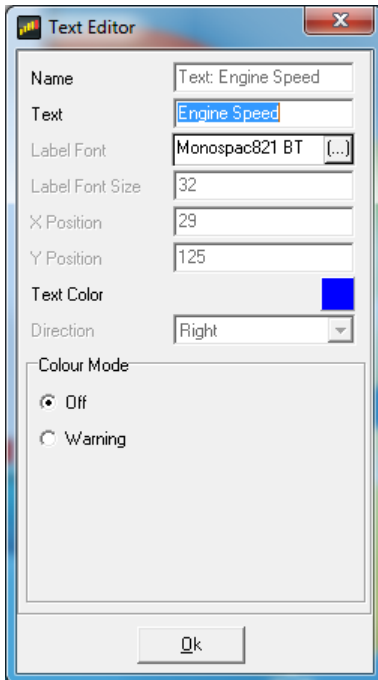 Text Editor
x
Name Text: Engine Speed
Text Engine Speed
Label Font Monospac821 BT (...)
Label Font Size 32
X Position 29
Y Position 125
Text Color
Direction Right
Colour Mode
Off
Warning
Ok